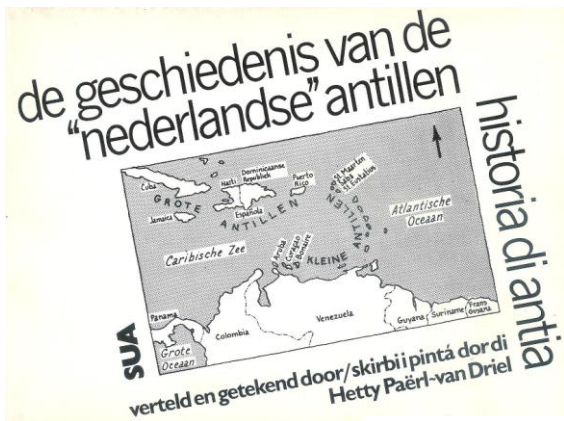 de geschiedenis van de
“nederlandse” antillen
historia di antia
Cuba
Haiti
Dominicaanse
Republiek
Puerto
Rico
St Maarten
Saba
St Eustatius
GROTE
ANTILLEN
Jamaica
Española
KLEINE
ANTILLEN
Atlantische
Oceaan
Caribische Zee
Aruba
Curaçao
Bonaire
Panama
Colombia
Venezuela
Guyana
Suriname
Frans
Guyana
Grote
Oceaan
SUA
verteld en getekend door/skirbi i pintá dor di
Hetty Paërl-van Driel